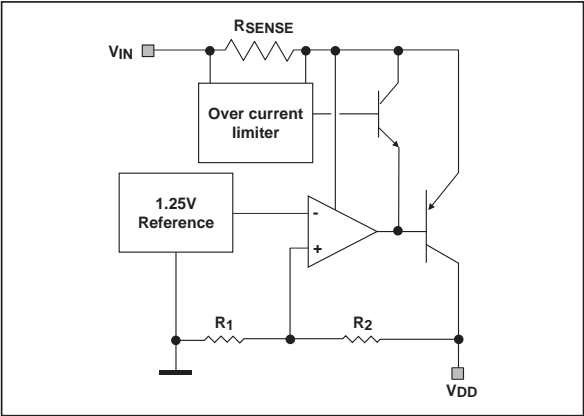 RSENSE
VIN
Over current
limiter
1.25V
Reference
-
+
R1
R2
VDD